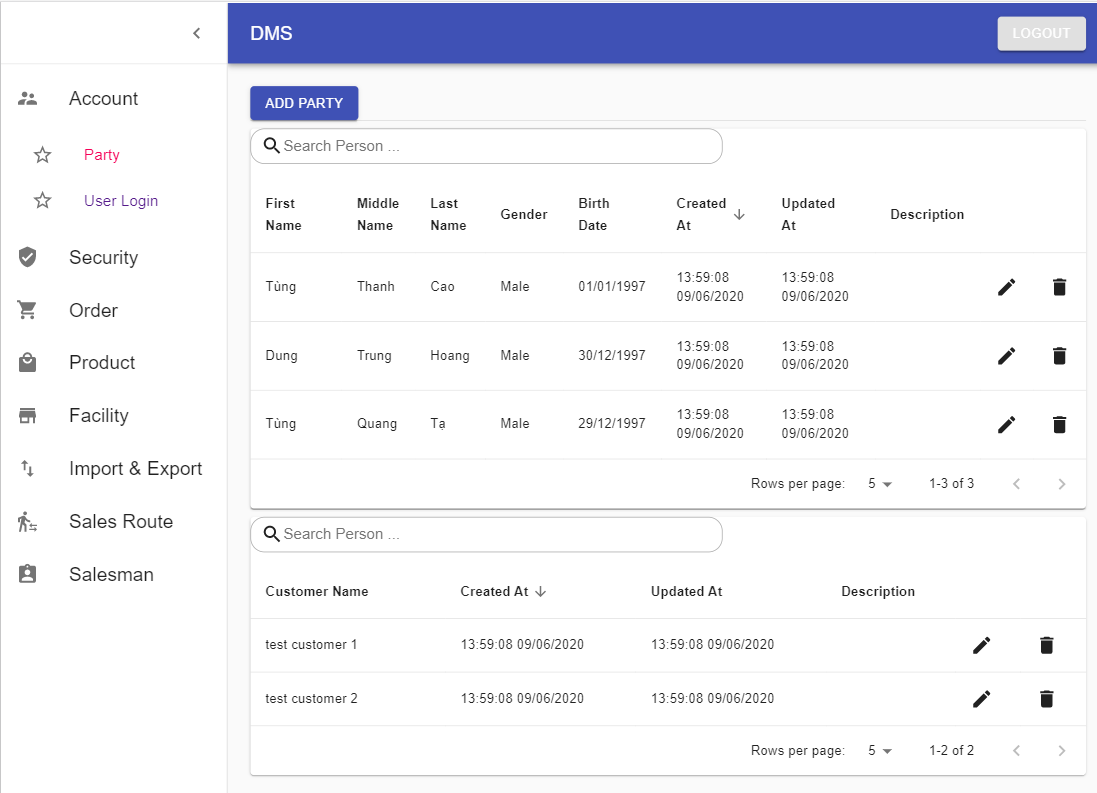 DMS
LOGOUT
Account
Party
User Login
Security
Order
Product
Facility
Import & Export
Sales Route
Salesman
ADD PARTY
Search Person ...
First Name Middle Name Last Name Gender Birth Date Created At Updated At Description
Tùng Thanh Cao Male 01/01/1997 13:59:08 09/06/2020 13:59:08 09/06/2020
Dung Trung Hoang Male 30/12/1997 13:59:08 09/06/2020 13:59:08 09/06/2020
Tùng Quang Tạ Male 29/12/1997 13:59:08 09/06/2020 13:59:08 09/06/2020
Rows per page: 5 1-3 of 3
Search Person ...
Customer Name Created At Updated At Description
test customer 1 13:59:08 09/06/2020 13:59:08 09/06/2020
test customer 2 13:59:08 09/06/2020 13:59:08 09/06/2020
Rows per page: 5 1-2 of 2